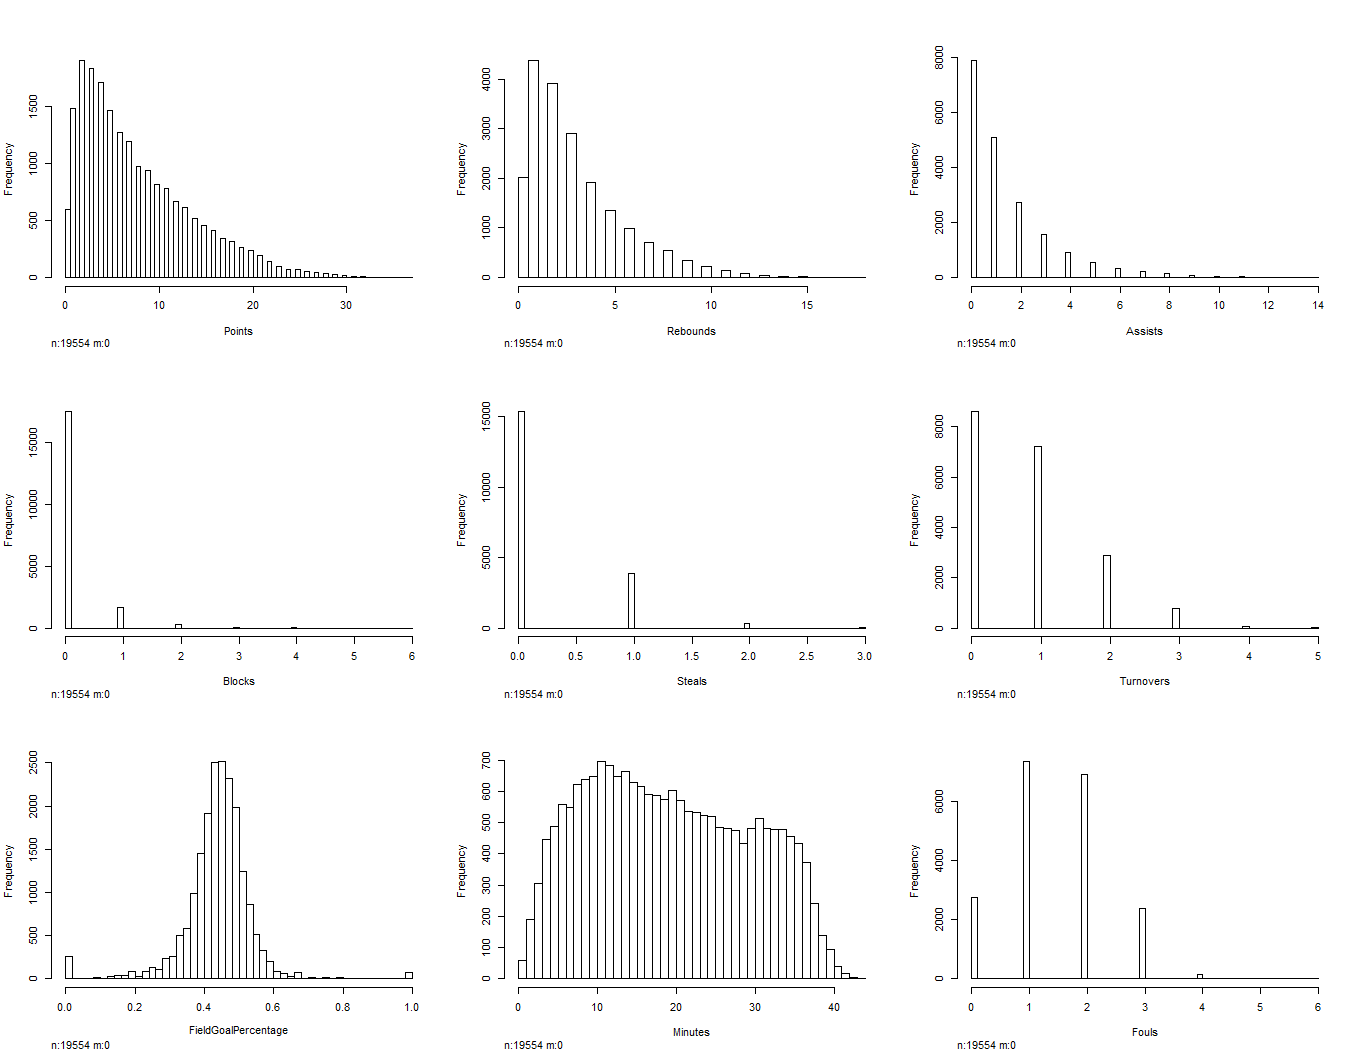 Frequency
0 500 1000 1500
0 10 20 30
Points
n:19554 m:0
Frequency
0 1000 2000 3000 4000
0 5 10 15
Rebounds
n:19554 m:0
Frequency
0 2000 4000 6000 8000
0 2 4 6 8 10 12 14
Assists
n:19554 m:0
Frequency
0 5000 10000 15000
0 1 2 3 4 5 6
Blocks
n:19554 m:0
Frequency
0 5000 10000 15000
0.0 0.5 1.0 1.5 2.0 2.5 3.0
Steals
n:19554 m:0
Frequency
0 2000 4000 6000 8000
0 1 2 3 4 5
Turnovers
n:19554 m:0
Frequency
0 500 1000 1500 2000 2500
0.0 0.2 0.4 0.6 0.8 1.0
FieldGoalPercentage
n:19554 m:0
Frequency
0 100 200 300 400 500 600 700
0 10 20 30 40
Minutes
n:19554 m:0
Frequency
0 2000 4000 6000
0 1 2 3 4 5 6
Fouls
n:19554 m:0